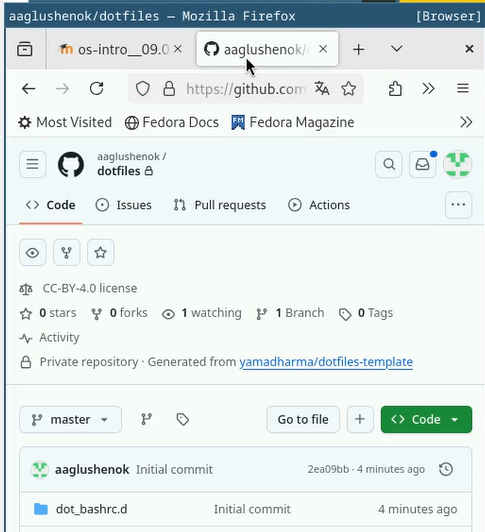 aaglushenok/dotfiles — Mozilla Firefox [Browser]
os-intro__09.0 aaglushenok/
https://github.com
Most Visited Fedora Docs Fedora Magazine
aaglushenok /
dotfiles
Code Issues Pull requests Actions
CC-BY-4.0 license
0 stars 0 forks 1 watching 1 Branch 0 Tags
Activity
Private repository · Generated from yamadharma/dotfiles-template
master Go to file Code
aaglushenok Initial commit 2ea09bb · 4 minutes ago
dot_bashrc.d Initial commit 4 minutes ago